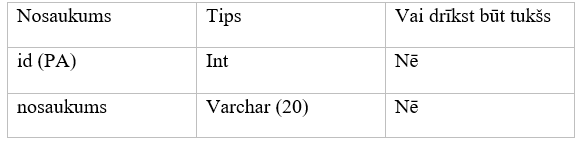 Nosaukums Tips Vai drīkst būt tukšs
id (PA) Int Nē
nosaukums Varchar (20) Nē